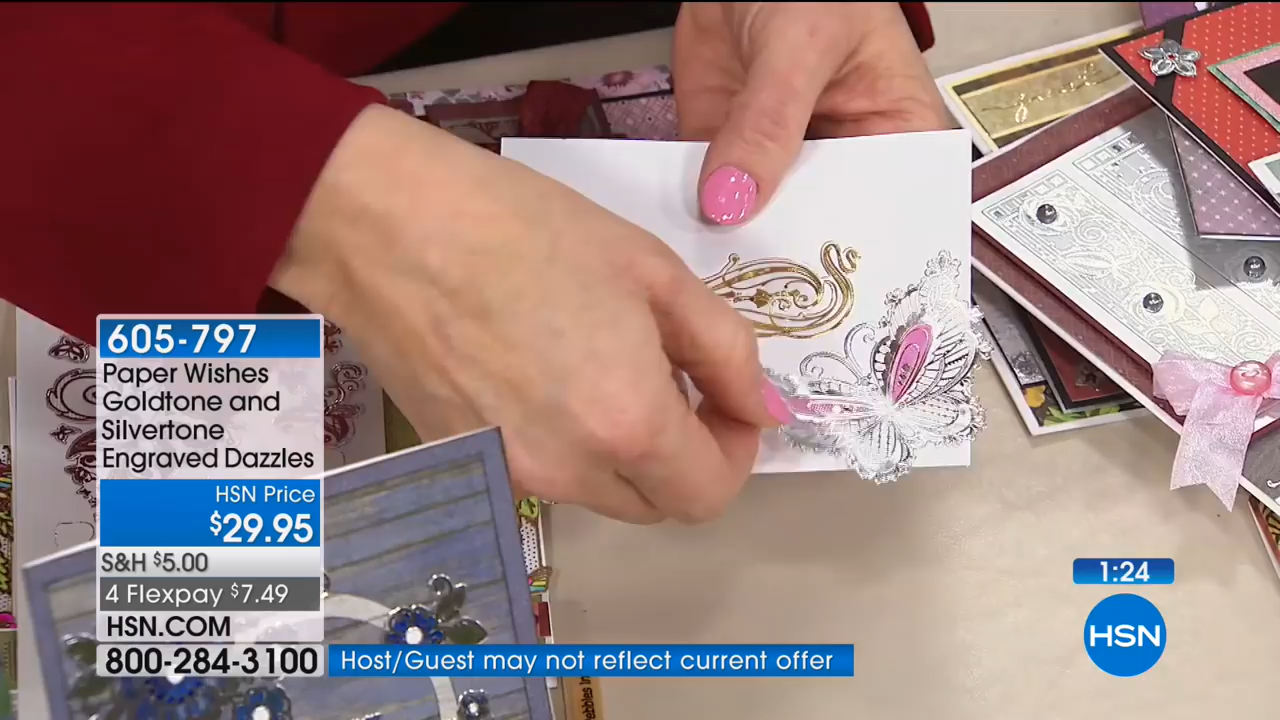 605-797
Paper Wishes
Goldtone and
Silvertone
Engraved Dazzles
HSN Price
$29.95
S&H $5.00
4 Flexpay $7.49
HSN.COM
800-284-3100
Host/Guest may not reflect current offer
1:24
HSN